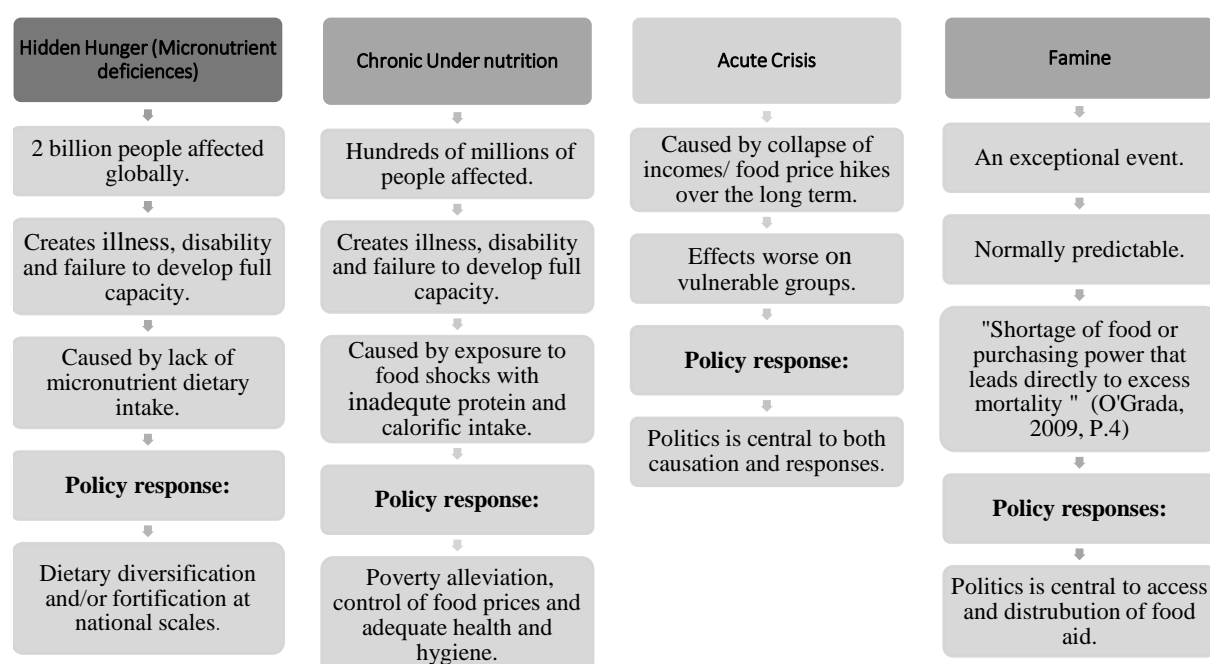 Hidden Hunger (Micronutrient
deficiences)
2 billion people affected
globally.
Creates illness, disability
and failure to develop full
capacity.
Caused by lack of
micronutrient dietary
intake.
Policy response:
Dietary diversification
and/or fortification at
national scales.
Chronic Under nutrition
Hundreds of millions of
people affected.
Creates illness, disability
and failure to develop full
capacity.
Caused by exposure to
food shocks with
inadequte protein and
calorific intake.
Policy response:
Poverty alleviation,
control of food prices and
adequate health and
hygiene.
Acute Crisis
Caused by collapse of
incomes/ food price hikes
over the long term.
Effects worse on
vulnerable groups.
Policy response:
Politics is central to both
causation and responses.
Famine
An exceptional event.
Normally predictable.
"Shortage of food or
purchasing power that
leads directly to excess
mortality " (O'Grada,
2009, P.4)
Policy responses:
Politics is central to access
and distrubution of food
aid.